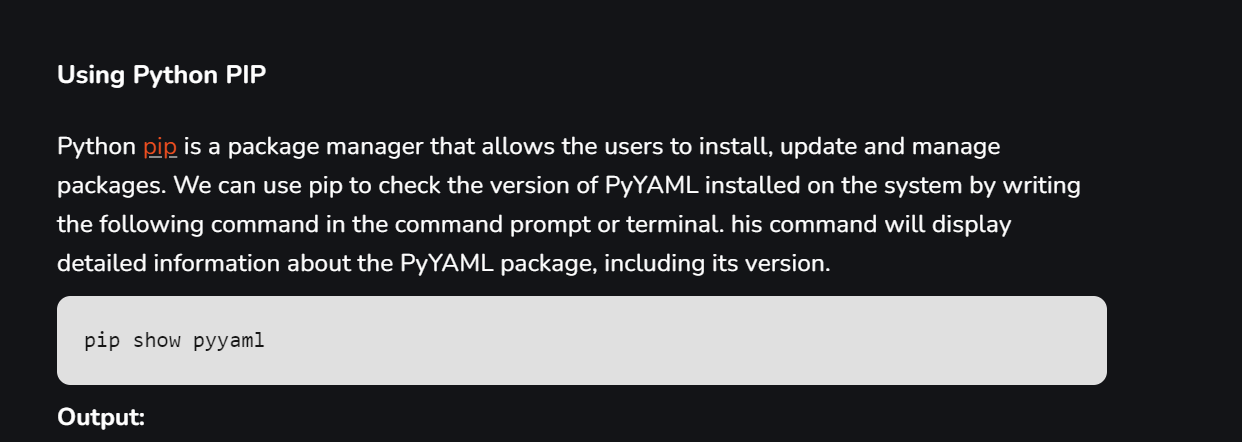 Using Python PIP
Python pip is a package manager that allows the users to install, update and manage
packages. We can use pip to check the version of PyYAML installed on the system by writing
the following command in the command prompt or terminal. his command will display
detailed information about the PyYAML package, including its version.
pip show pyyaml
Output: